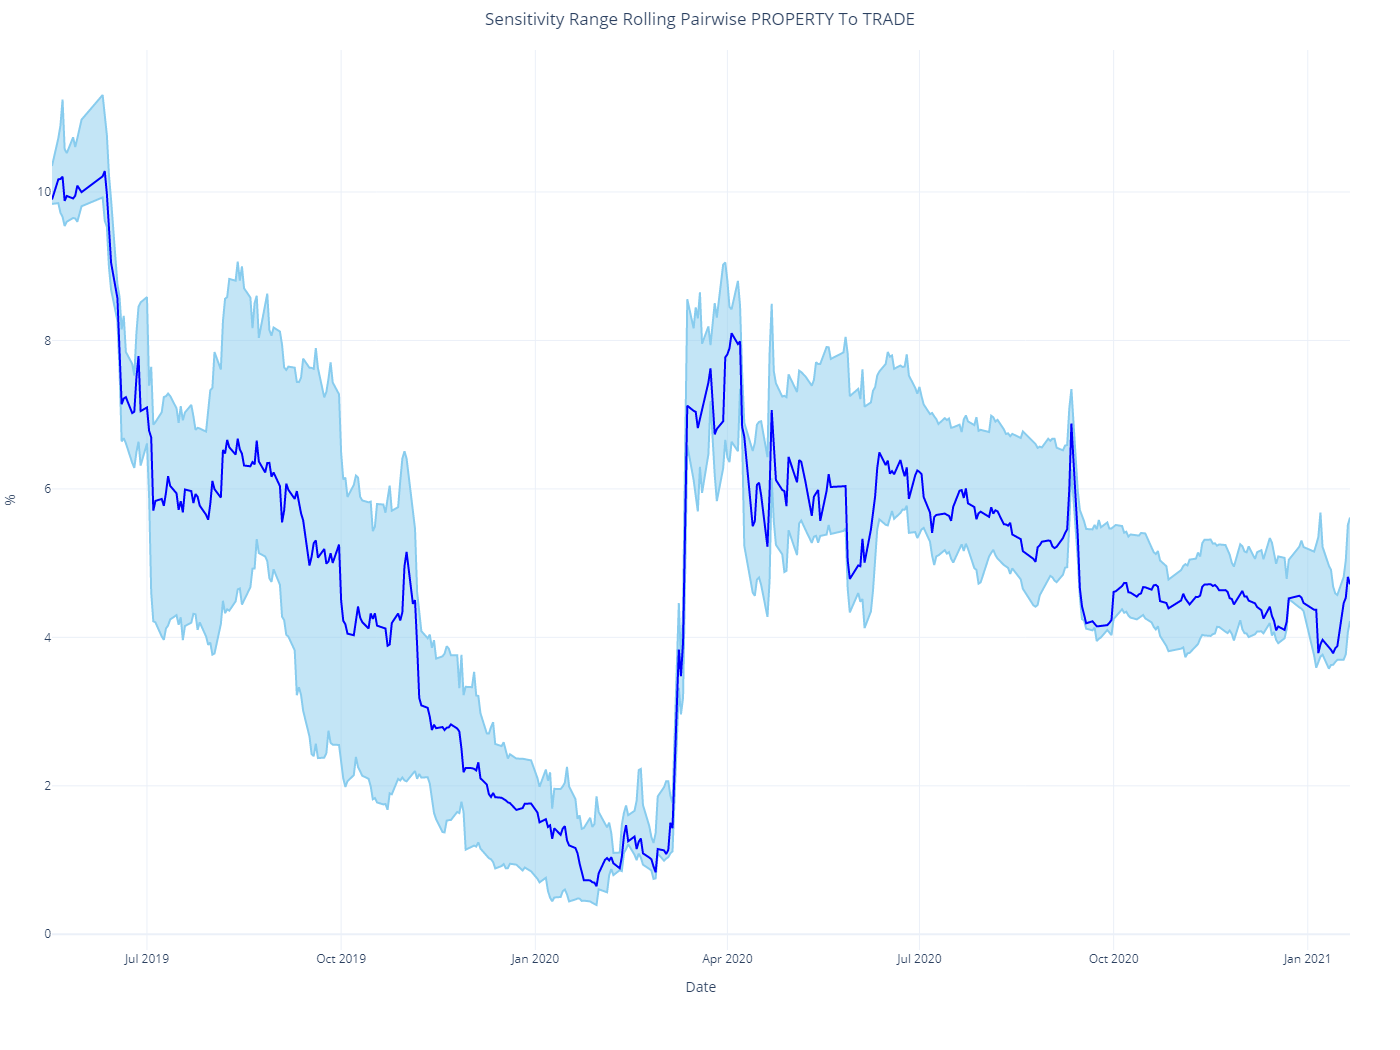 Sensitivity Range Rolling Pairwise PROPERTY To TRADE
10
8
6
4
2
0
%
Jul 2019
Oct 2019
Jan 2020
Apr 2020
Jul 2020
Oct 2020
Jan 2021
Date